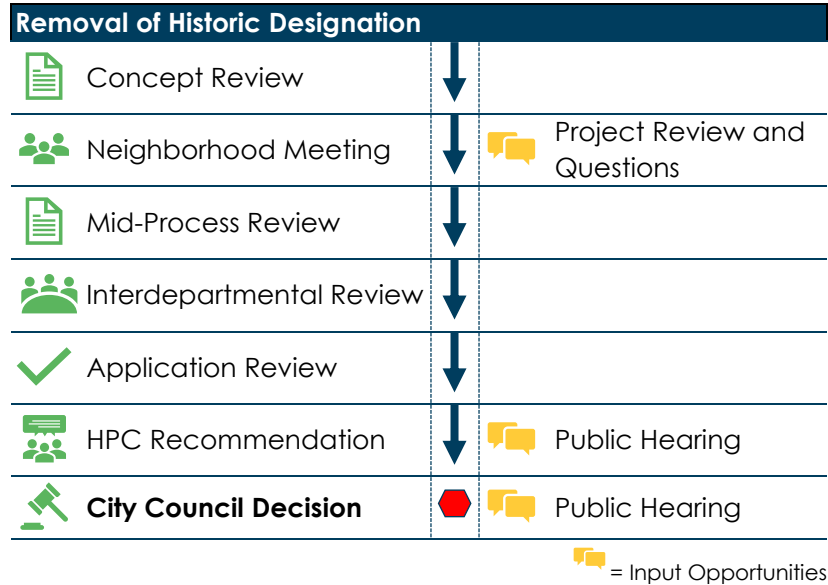 Removal of Historic Designation
Concept Review
Neighborhood Meeting
Project Review and
Questions
Mid-Process Review
Interdepartmental Review
Application Review
HPC Recommendation
Public Hearing
City Council Decision
Public Hearing
= Input Opportunities